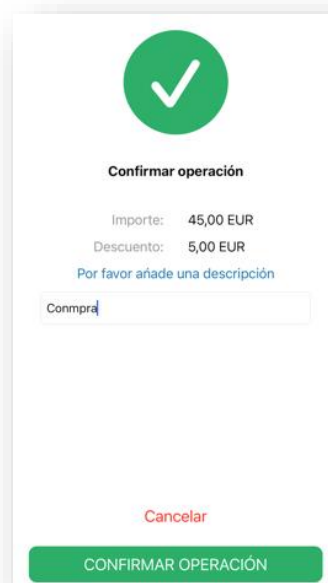 Confirmar operación
Importe: 45,00 EUR
Descuento: 5,00 EUR
Por favor añade una descripción
Conmpra
Cancelar
CONFIRMAR OPERACIÓN